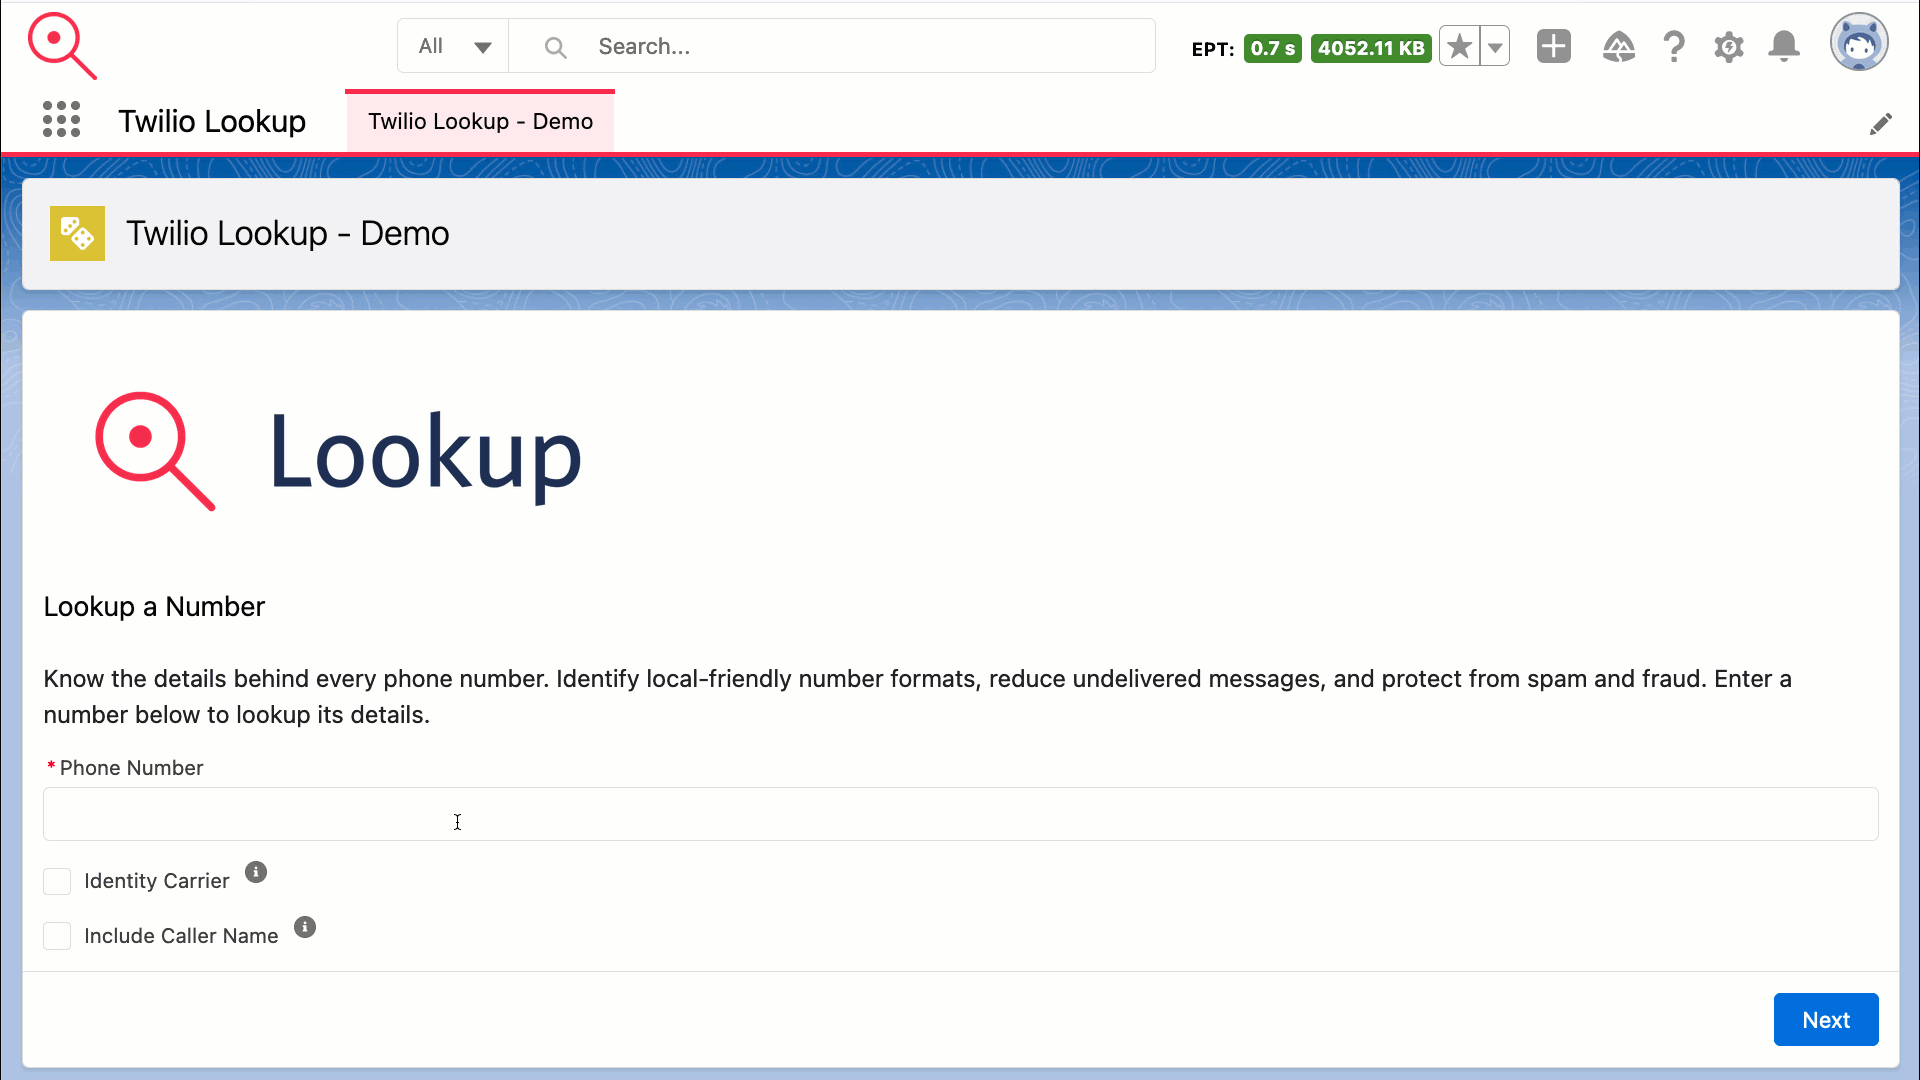 All
Search...
EPT: 0.7 s 4052.11 KB
Twilio Lookup
Twilio Lookup - Demo
Twilio Lookup - Demo
Lookup
Lookup a Number
Know the details behind every phone number. Identify local-friendly number formats, reduce undelivered messages, and protect from spam and fraud. Enter a
number below to lookup its details.
* Phone Number
Identity Carrier
Include Caller Name
Next